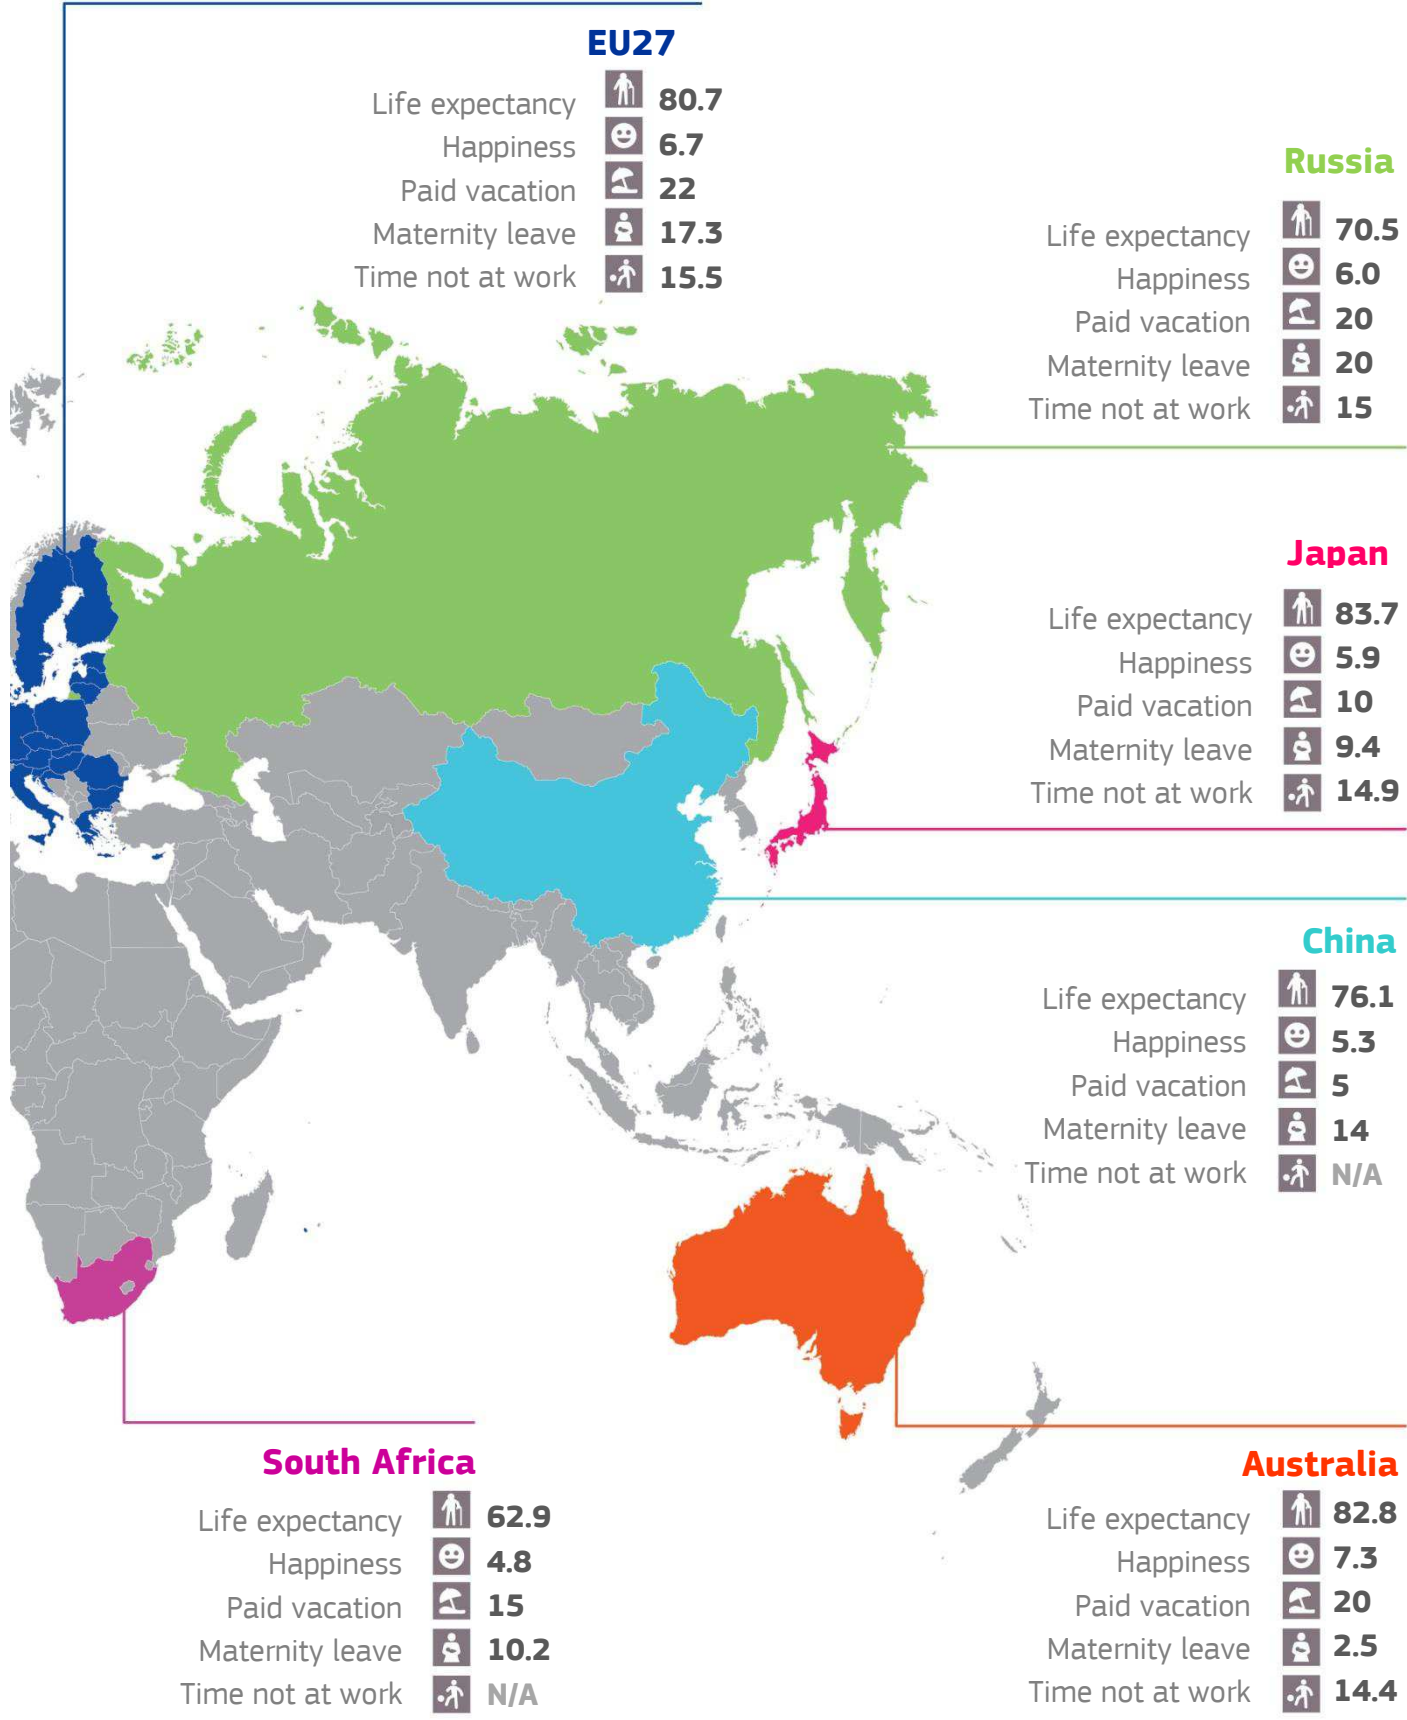 EU27
Life expectancy 80.7
Happiness 6.7
Paid vacation 22
Maternity leave 17.3
Time not at work 15.5
Russia
Life expectancy 70.5
Happiness 6.0
Paid vacation 20
Maternity leave 20
Time not at work 15
Japan
Life expectancy 83.7
Happiness 5.9
Paid vacation 10
Maternity leave 9.4
Time not at work 14.9
China
Life expectancy 76.1
Happiness 5.3
Paid vacation 5
Maternity leave 14
Time not at work N/A
South Africa
Life expectancy 62.9
Happiness 4.8
Paid vacation 15
Maternity leave 10.2
Time not at work N/A
Australia
Life expectancy 82.8
Happiness 7.3
Paid vacation 20
Maternity leave 2.5
Time not at work 14.4